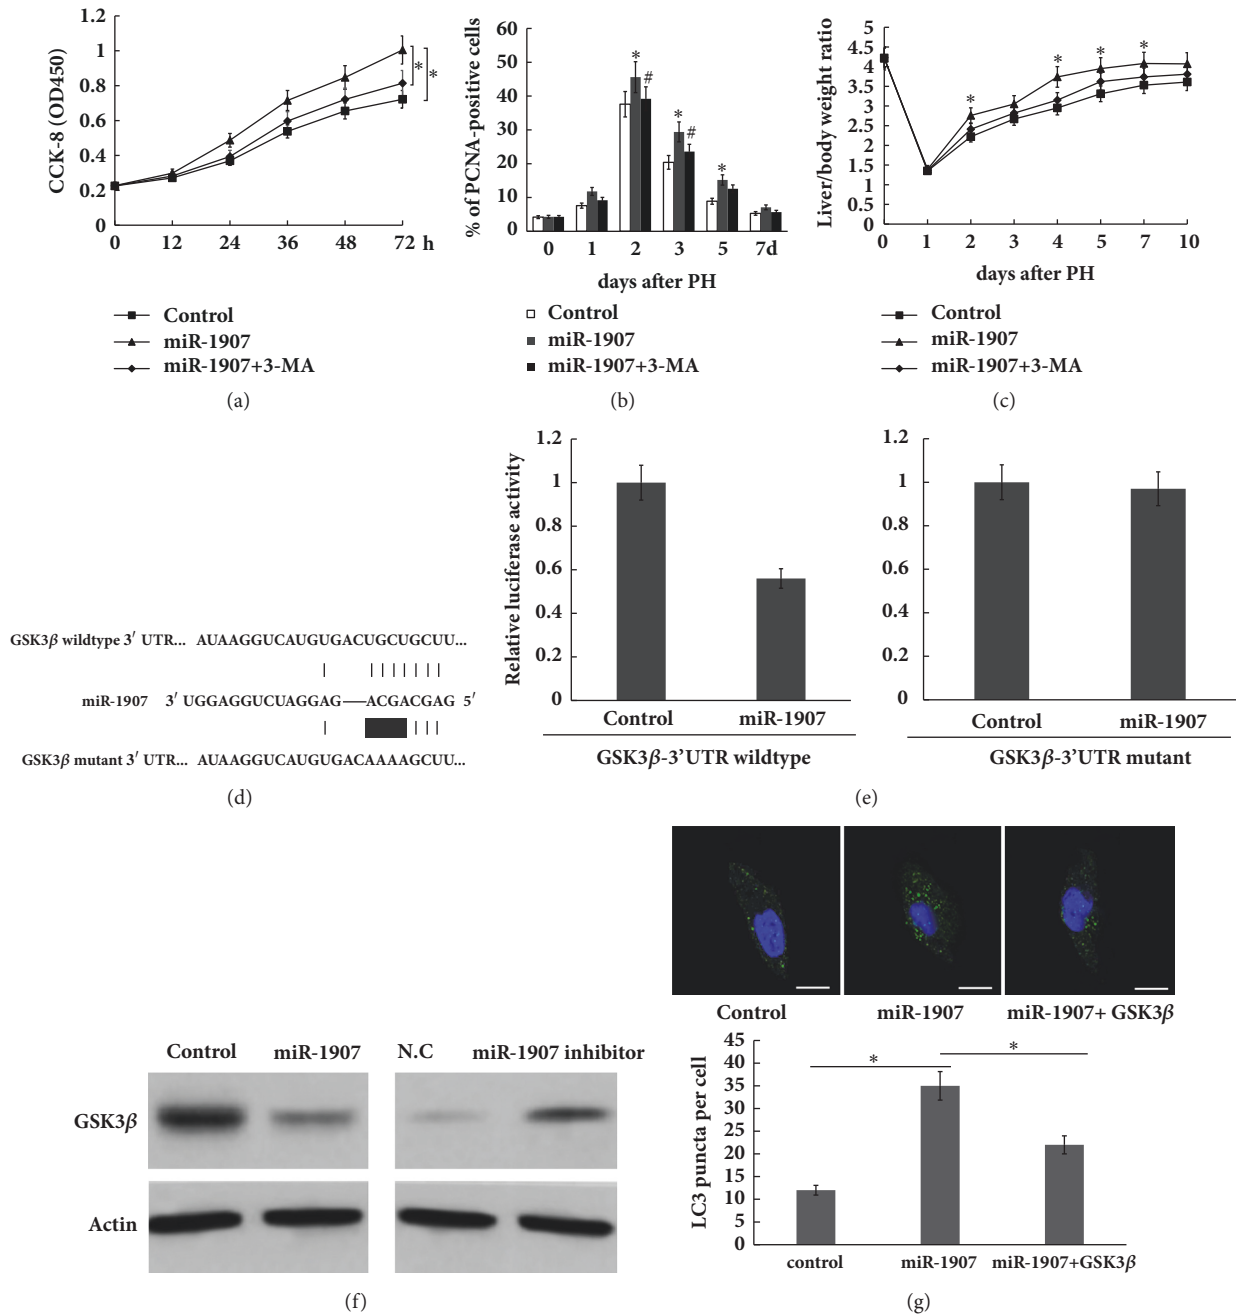 CCK-8 (OD450)
1.2
1
0.8
0.6
0.4
0.2
0
0 12 24 36 48 72 h
*
*
Control
miR-1907
miR-1907+3-MA
(a)
% of PCNA-positive cells
60
50
40
30
20
10
0
* # * # *
0 1 2 3 5 7d
days after PH
Control
miR-1907
miR-1907+3-MA
(b)
Liver/body weight ratio
5
4.5
4
3.5
3
2.5
2
1.5
1
0.5
0
* * * *
0 1 2 3 4 5 7 10
days after PH
Control
miR-1907
miR-1907+3-MA
(c)
GSK3β wildtype 3′ UTR... AUAAGGUCAUGUGACUGCUGCUU...
miR-1907 3′ UGGAGGUCUAGGAG—ACGACGAG 5′
GSK3β mutant 3′ UTR... AUAAGGUCAUGUGACAAAAGCUU...
(d)
Relative luciferase activity
1.2
1
0.8
0.6
0.4
0.2
0
Control miR-1907
GSK3β-3'UTR wildtype
1.2
1
0.8
0.6
0.4
0.2
0
Control miR-1907
GSK3β-3'UTR mutant
(e)
Control miR-1907 N.C miR-1907 inhibitor
GSK3β
Actin
(f)
Control miR-1907 miR-1907+ GSK3β
LC3 puncta per cell
45
40
35
30
25
20
15
10
5
0
* *
control miR-1907 miR-1907+GSK3β
(g)